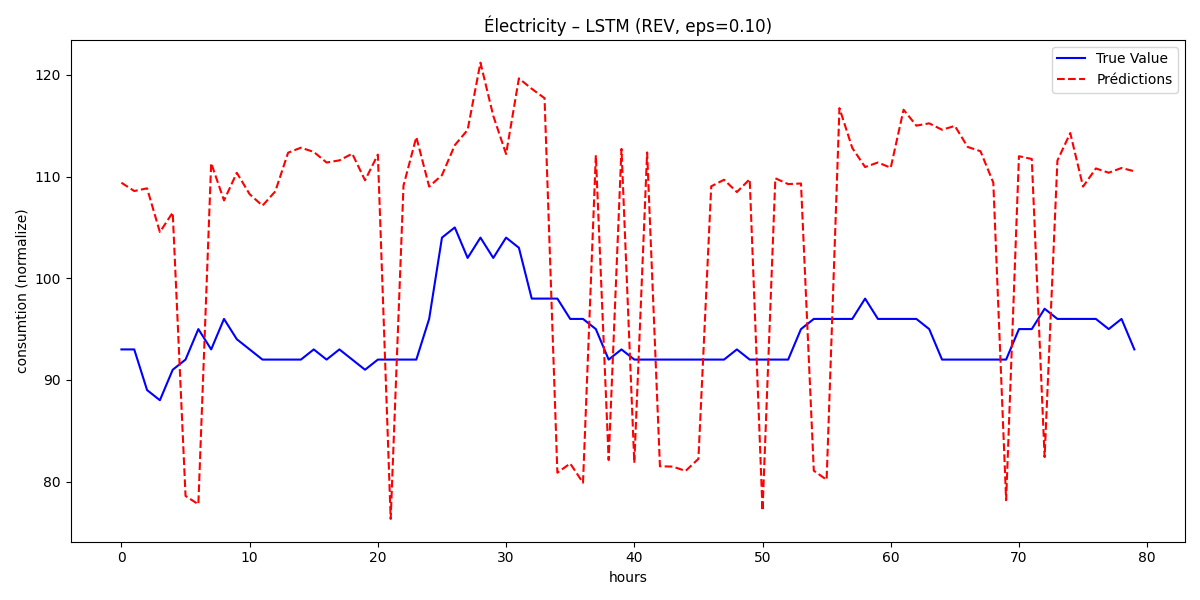 Électricity – LSTM (REV, eps=0.10)
True Value
Prédictions
consumtion (normalize)
120
110
100
90
80
0 10 20 30 40 50 60 70 80
hours